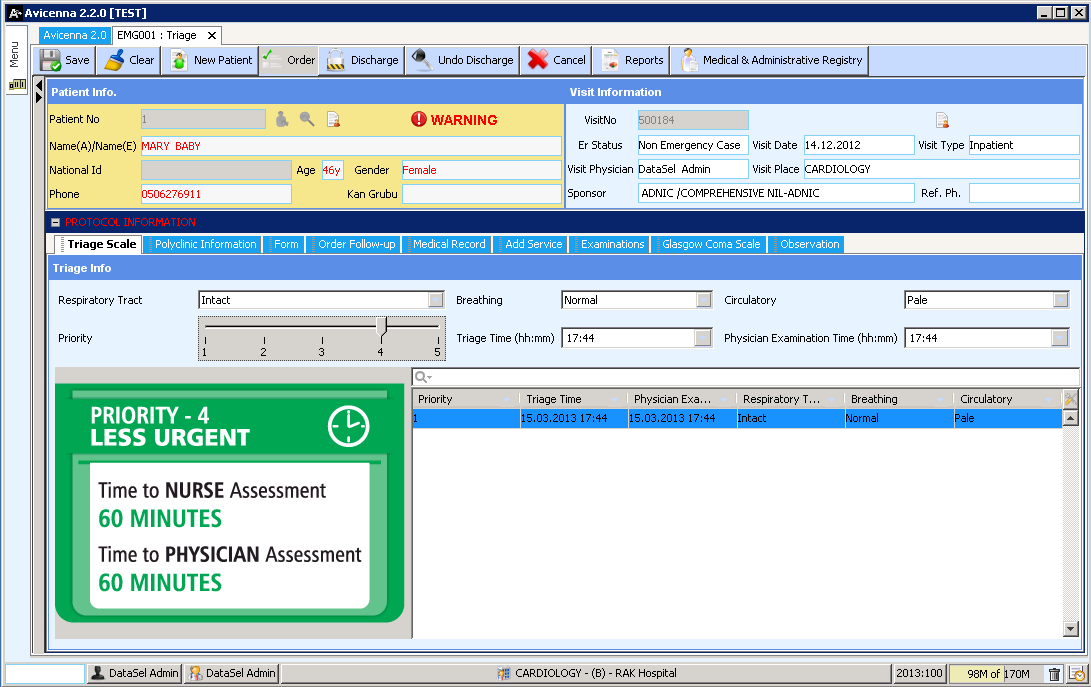 Avicenna 2.2.0 [TEST]
Menu
Avicenna 2.0 EMG001 : Triage
Save Clear New Patient Order Discharge Undo Discharge Cancel Reports Medical & Administrative Registry
Patient Info. Visit Information
Patient No 1 WARNING VisitNo 500184
Name(A)/Name(E) MARY BABY Er Status Non Emergency Case Visit Date 14.12.2012 Visit Type Inpatient
National Id Age 46y Gender Female Visit Physician DataSel Admin Visit Place CARDIOLOGY
Phone 0506276911 Kan Grubu Sponsor ADNIC /COMPREHENSIVE NIL-ADNIC Ref. Ph.
PROTOCOL INFORMATION
Triage Scale Polyclinic Information Form Order Follow-up Medical Record Add Service Examinations Glasgow Coma Scale Observation
Triage Info
Respiratory Tract Intact Breathing Normal Circulatory Pale
Priority 1 2 3 4 5 Triage Time (hh:mm) 17:44 Physician Examination Time (hh:mm) 17:44
Priority Triage Time Physician Exa... Respiratory T... Breathing Circulatory
1 15.03.2013 17:44 15.03.2013 17:44 Intact Normal Pale
PRIORITY - 4
LESS URGENT
Time to NURSE Assessment
60 MINUTES
Time to PHYSICIAN Assessment
60 MINUTES
DataSel Admin DataSel Admin CARDIOLOGY - (B) - RAK Hospital 2013:100 98M of 170M